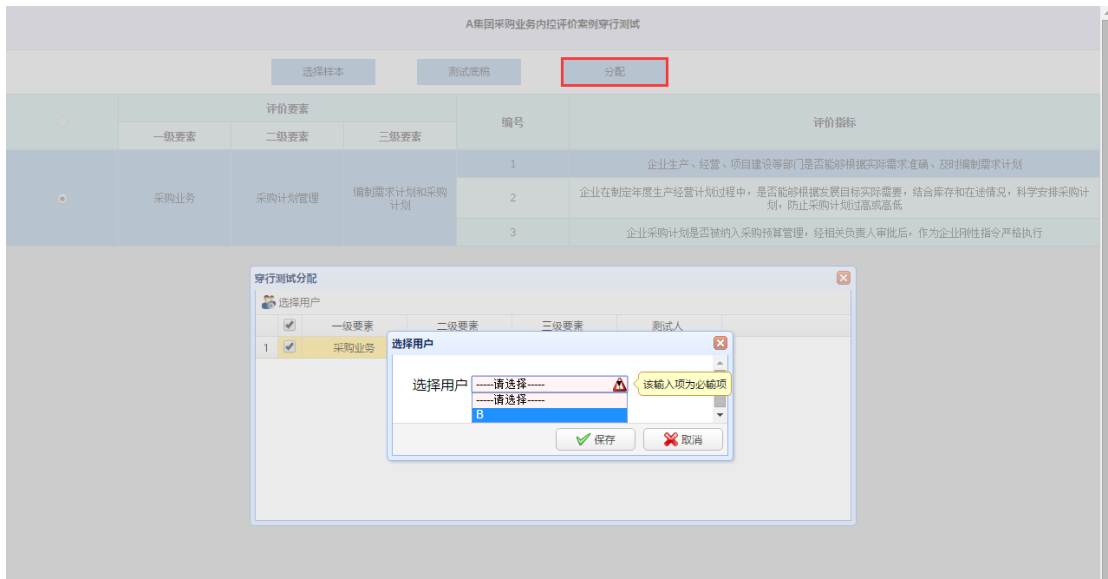 A集团采购业务内控评价案例穿行测试
选择样本 测试底稿 分配
评价要素 编号 评价指标
一级要素 二级要素 三级要素
采购业务 采购计划管理 编制需求计划和采购计划
1 企业生产、经营、项目建设等部门是否能够根据实际需求准确、及时编制需求计划
2 企业在制定年度生产经营计划过程中，是否能够根据发展目标实际需要，结合库存和在途情况，科学安排采购计
划，防止采购计划过高或高低
3 企业采购计划是否被纳入采购预算管理，经相关负责人审批后，作为企业刚性指令严格执行
穿行测试分配
选择用户
一级要素 二级要素 三级要素 测试人
1 采购业务
选择用户
选择用户 -----请选择----- 该输入项为必输项
-----请选择-----
B
保存 取消